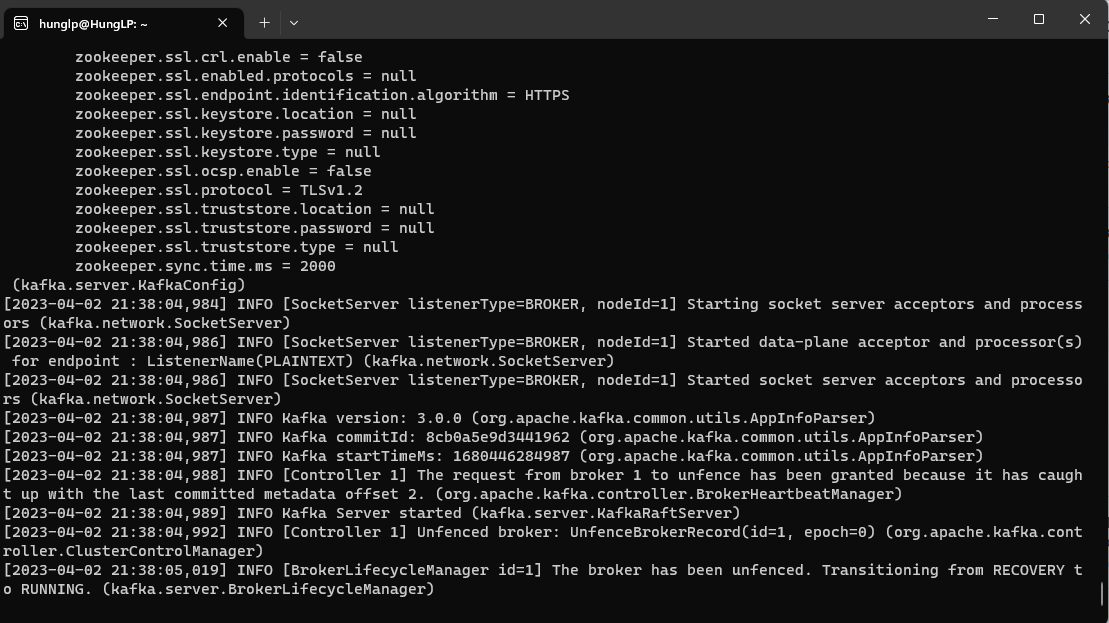 hunglp@HungLP: ~
zookeeper.ssl.crl.enable = false
zookeeper.ssl.enabled.protocols = null
zookeeper.ssl.endpoint.identification.algorithm = HTTPS
zookeeper.ssl.keystore.location = null
zookeeper.ssl.keystore.password = null
zookeeper.ssl.keystore.type = null
zookeeper.ssl.ocsp.enable = false
zookeeper.ssl.protocol = TLSv1.2
zookeeper.ssl.truststore.location = null
zookeeper.ssl.truststore.password = null
zookeeper.ssl.truststore.type = null
zookeeper.sync.time.ms = 2000
(kafka.server.KafkaConfig)
[2023-04-02 21:38:04,984] INFO [SocketServer listenerType=BROKER, nodeId=1] Starting socket server acceptors and process
ors (kafka.network.SocketServer)
[2023-04-02 21:38:04,986] INFO [SocketServer listenerType=BROKER, nodeId=1] Started data-plane acceptor and processor(s)
for endpoint : ListenerName(PLAINTEXT) (kafka.network.SocketServer)
[2023-04-02 21:38:04,986] INFO [SocketServer listenerType=BROKER, nodeId=1] Started socket server acceptors and processo
rs (kafka.network.SocketServer)
[2023-04-02 21:38:04,987] INFO Kafka version: 3.0.0 (org.apache.kafka.common.utils.AppInfoParser)
[2023-04-02 21:38:04,987] INFO Kafka commitId: 8cb0a5e9d3441962 (org.apache.kafka.common.utils.AppInfoParser)
[2023-04-02 21:38:04,987] INFO Kafka startTimeMs: 1680446284987 (org.apache.kafka.common.utils.AppInfoParser)
[2023-04-02 21:38:04,988] INFO [Controller 1] The request from broker 1 to unfence has been granted because it has caugh
t up with the last committed metadata offset 2. (org.apache.kafka.controller.BrokerHeartbeatManager)
[2023-04-02 21:38:04,989] INFO Kafka Server started (kafka.server.KafkaRaftServer)
[2023-04-02 21:38:04,992] INFO [Controller 1] Unfenced broker: UnfenceBrokerRecord(id=1, epoch=0) (org.apache.kafka.cont
roller.ClusterControlManager)
[2023-04-02 21:38:05,019] INFO [BrokerLifecycleManager id=1] The broker has been unfenced. Transitioning from RECOVERY t
o RUNNING. (kafka.server.BrokerLifecycleManager)